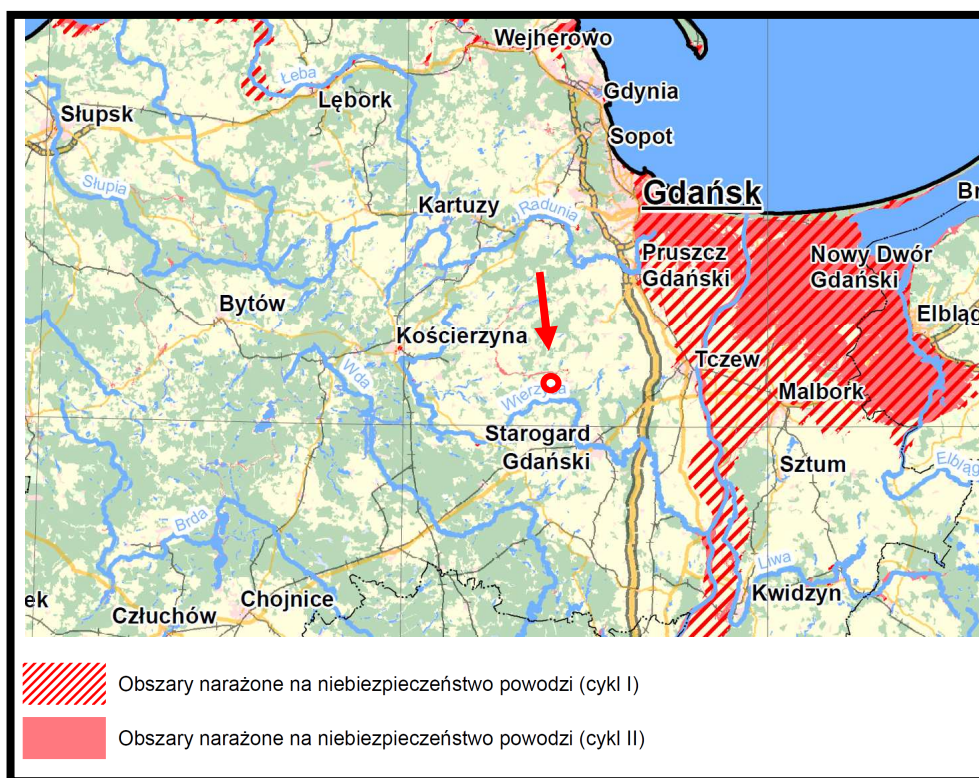 Wejherowo
Łeba
Gdynia
Lębork
Słupsk
Sopot
Słupia
Gdańsk
Br
Kartuzy
Radunia
Pruszcz
Gdański
Nowy Dwór
Gdański
Bytów
Elbląg
Kościerzyna
Wda
Tczew
Wierzyca
Malbork
Starogard
Gdański
Sztum
Elbląg
Brda
Liwa
Kwidzyn
ek
Chojnice
Człuchów
Obszary narażone na niebezpieczeństwo powodzi (cykl I)
Obszary narażone na niebezpieczeństwo powodzi (cykl II)